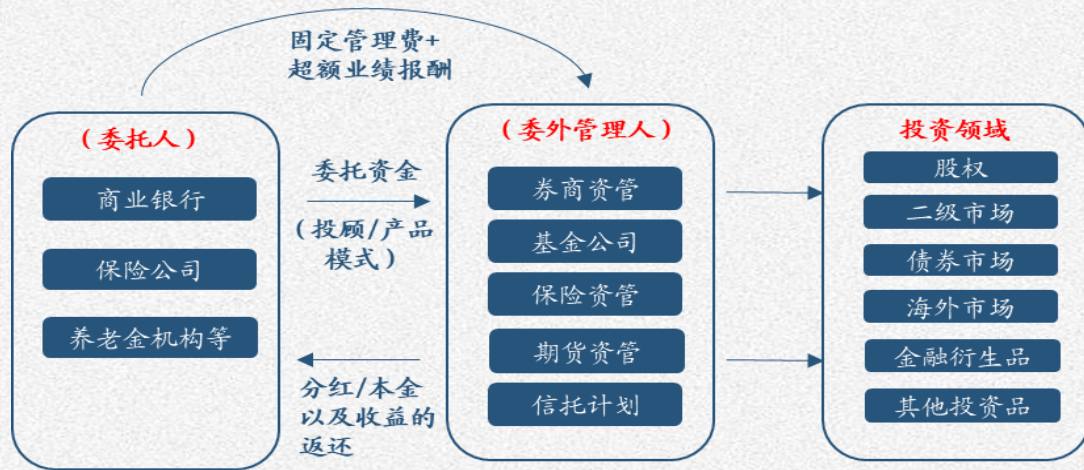 固定管理费+
超额业绩报酬
(委托人)
商业银行
保险公司
养老金机构等
委托资金
(投顾/产品
模式)
分红/本金
以及收益的
返还
(委外管理人)
券商资管
基金公司
保险资管
期货资管
信托计划
投资领域
股权
二级市场
债券市场
海外市场
金融衍生品
其他投资品